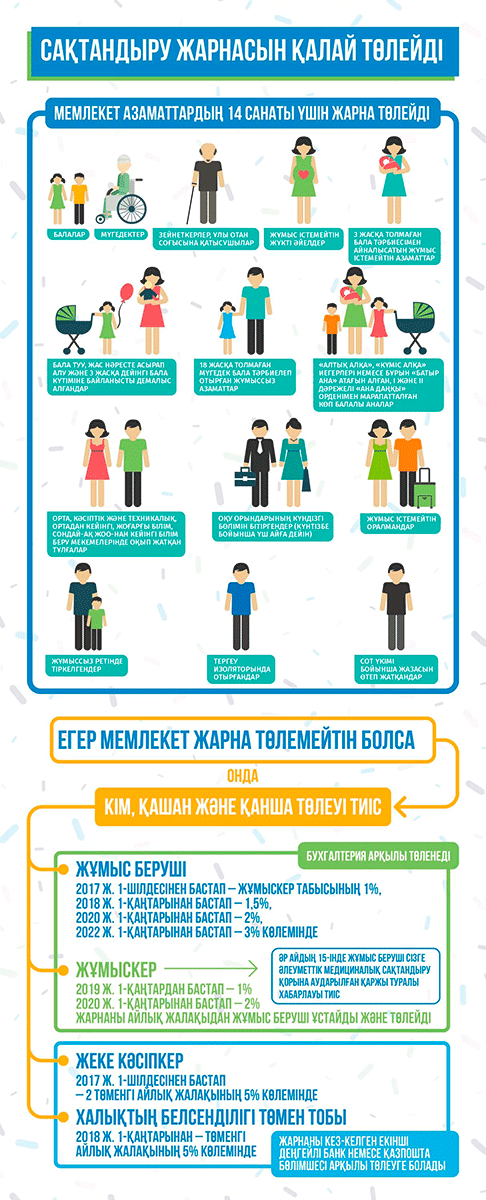 САҚТАНДЫРУ ЖАРНАСЫН ҚАЛАЙ ТӨЛЕЙДІ
МЕМЛЕКЕТ АЗАМАТТАРДЫҢ 14 САНАТЫ ҮШІН ЖАРНА ТӨЛЕЙДІ
БАЛАЛАР
МҮГЕДЕКТЕР
ЗЕЙНЕТКЕРЛЕР, ҰЛЫ ОТАН
СОҒЫСЫНА ҚАТЫСУШЫЛАР
ЖҰМЫС ІСТЕМЕЙТІН
ЖҮКТІ ӘЙЕЛДЕР
3 ЖАСҚА ТОЛМАҒАН
БАЛА ТӘРБИЕСІМЕН
АЙНАЛЫСАТЫН ЖҰМЫС
ІСТЕМЕЙТІН АЗАМАТТАР
БАЛА ТУУ, ЖАС НӘРЕСТЕ АСЫРАП
АЛУ ЖӘНЕ 3 ЖАСҚА ДЕЙІНГІ БАЛА
КҮТІМІНЕ БАЙЛАНЫСТЫ ДЕМАЛЫС
АЛҒАНДАР
18 ЖАСҚА ТОЛМАҒАН
МҮГЕДЕК БАЛА ТӘРБИЕЛЕП
ОТЫРҒАН ЖҰМЫССЫЗ
АЗАМАТТАР
«АЛТЫҚ АЛҚА», «КҮМІС АЛҚА»
ИЕГЕРЛЕРІ НЕМЕСЕ БҰРЫН «БАТЫР
АНА» АТАҒЫН АЛҒАН, І ЖӘНЕ ІІ
ДӘРЕЖЕЛІ «АНА ДАҢҚЫ»
ОРДЕНІМЕН МАРАПАТТАЛҒАН
КӨП БАЛАЛЫ АНАЛАР
ОРТА, КӘСІПТІК ЖӘНЕ ТЕХНИКАЛЫҚ,
ОРТАДАН КЕЙІНГІ, ЖОҒАРҒЫ БІЛІМ,
СОНДАЙ-АҚ ЖОО-НАН КЕЙІНГІ БІЛІМ
БЕРУ МЕКЕМЕЛЕРІНДЕ ОҚЫП ЖАТҚАН
ТҰЛҒАЛАР
ОҚУ ОРЫНДАРЫНЫҢ КҮНДІЗГІ
БӨЛІМІН БІТІРГЕНДЕР (КҮНТІЗБЕ
БОЙЫНША ҮШ АЙҒА ДЕЙІН)
ЖҰМЫС ІСТЕМЕЙТІН
ОРАЛМАНДАР
ЖҰМЫССЫЗ РЕТІНДЕ
ТІРКЕЛГЕНДЕР
ТЕРГЕУ
ИЗОЛЯТОРЫНДА
ОТЫРҒАНДАР
СОТ ҮКІМІ
БОЙЫНША ЖАЗАСЫН
ӨТЕП ЖАТҚАНДАР
ЕГЕР МЕМЛЕКЕТ ЖАРНА ТӨЛЕМЕЙТІН БОЛСА
ОНДА
КІМ, ҚАШАН ЖӘНЕ ҚАНША ТӨЛЕУІ ТИІС
БУХГАЛТЕРИЯ АРҚЫЛЫ ТӨЛЕНЕДІ
ЖҰМЫС БЕРУШІ
2017 Ж. 1-ШІЛДЕСІНЕН БАСТАП – ЖҰМЫСКЕР ТАБЫСЫНЫҢ 1%,
2018 Ж. 1-ҚАҢТАРЫНАН БАСТАП – 1,5%,
2020 Ж. 1-ҚАҢТАРЫНАН БАСТАП – 2%,
2022 Ж. 1-ҚАҢТАРЫНАН БАСТАП – 3% КӨЛЕМІНДЕ
ЖҰМЫСКЕР
2019 Ж. 1-ҚАҢТАРДАН БАСТАП – 1%
2020 Ж. 1-ҚАҢТАРЫНАН БАСТАП – 2%
ЖАРНАНЫ АЙЛЫҚ ЖАЛАҚЫДАН ЖҰМЫС БЕРУШІ ҰСТАЙДЫ ЖӘНЕ ТӨЛЕЙДІ
ӘР АЙДЫҢ 15-ІНДЕ ЖҰМЫС БЕРУШІ СІЗГЕ
ӘЛЕУМЕТТІК МЕДИЦИНАЛЫҚ САҚТАНДЫРУ
ҚОРЫНА АУДАРЫЛҒАН ҚАРЖЫ ТУРАЛЫ
ХАБАРЛАУЫ ТИІС
ЖЕКЕ КӘСІПКЕР
2017 Ж. 1-ШІЛДЕСІНЕН БАСТАП
– 2 ТӨМЕНГІ АЙЛЫҚ ЖАЛАҚЫНЫҢ 5% КӨЛЕМІНДЕ
ХАЛЫҚТЫҢ БЕЛСЕНДІЛІГІ ТӨМЕН ТОБЫ
2018 Ж. 1-ҚАҢТАРЫНАН – ТӨМЕНГІ
АЙЛЫҚ ЖАЛАҚЫНЫҢ 5% КӨЛЕМІНДЕ
ЖАРНАНЫ КЕЗ-КЕЛГЕН ЕКІНШІ
ДЕҢГЕЙЛІ БАНК НЕМЕСЕ ҚАЗПОШТА
БӨЛІМШЕСІ АРҚЫЛЫ ТӨЛЕУГЕ БОЛАДЫ